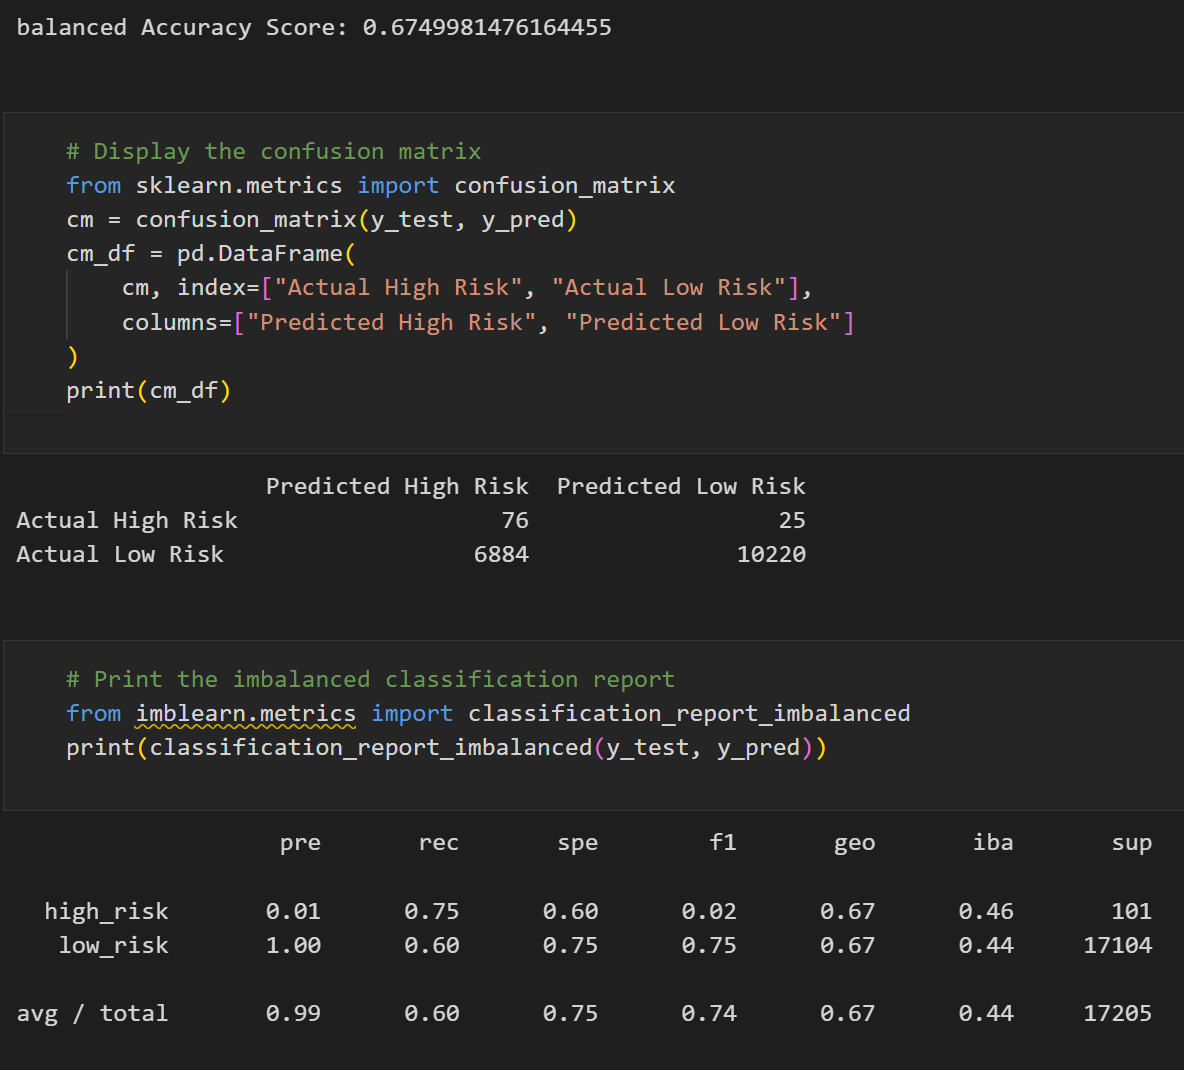 balanced Accuracy Score: 0.6749981476164455
# Display the confusion matrix
from sklearn.metrics import confusion_matrix
cm = confusion_matrix(y_test, y_pred)
cm_df = pd.DataFrame(
    cm, index=["Actual High Risk", "Actual Low Risk"],
    columns=["Predicted High Risk", "Predicted Low Risk"]
)
print(cm_df)
                  Predicted High Risk  Predicted Low Risk
Actual High Risk                   76                  25
Actual Low Risk                  6884               10220
# Print the imbalanced classification report
from imblearn.metrics import classification_report_imbalanced
print(classification_report_imbalanced(y_test, y_pred))
                   pre       rec       spe        f1       geo       iba       sup
  high_risk       0.01      0.75      0.60      0.02      0.67      0.46       101
   low_risk       1.00      0.60      0.75      0.75      0.67      0.44     17104
avg / total       0.99      0.60      0.75      0.74      0.67      0.44     17205